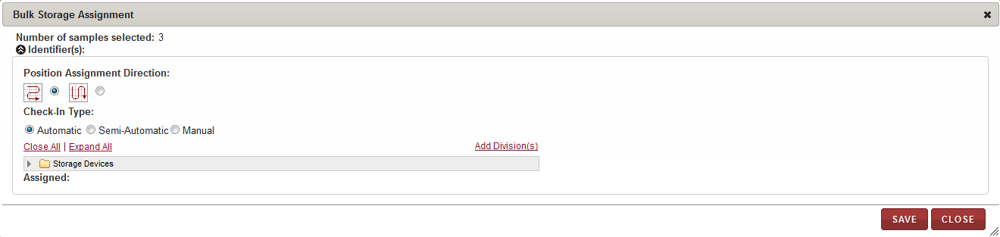 Bulk Storage Assignment
Number of samples selected: 3
Identifier(s):
Position Assignment Direction:
Check-In Type:
Automatic Semi-Automatic Manual
Close All | Expand All Add Division(s)
Storage Devices
Assigned:
SAVE CLOSE